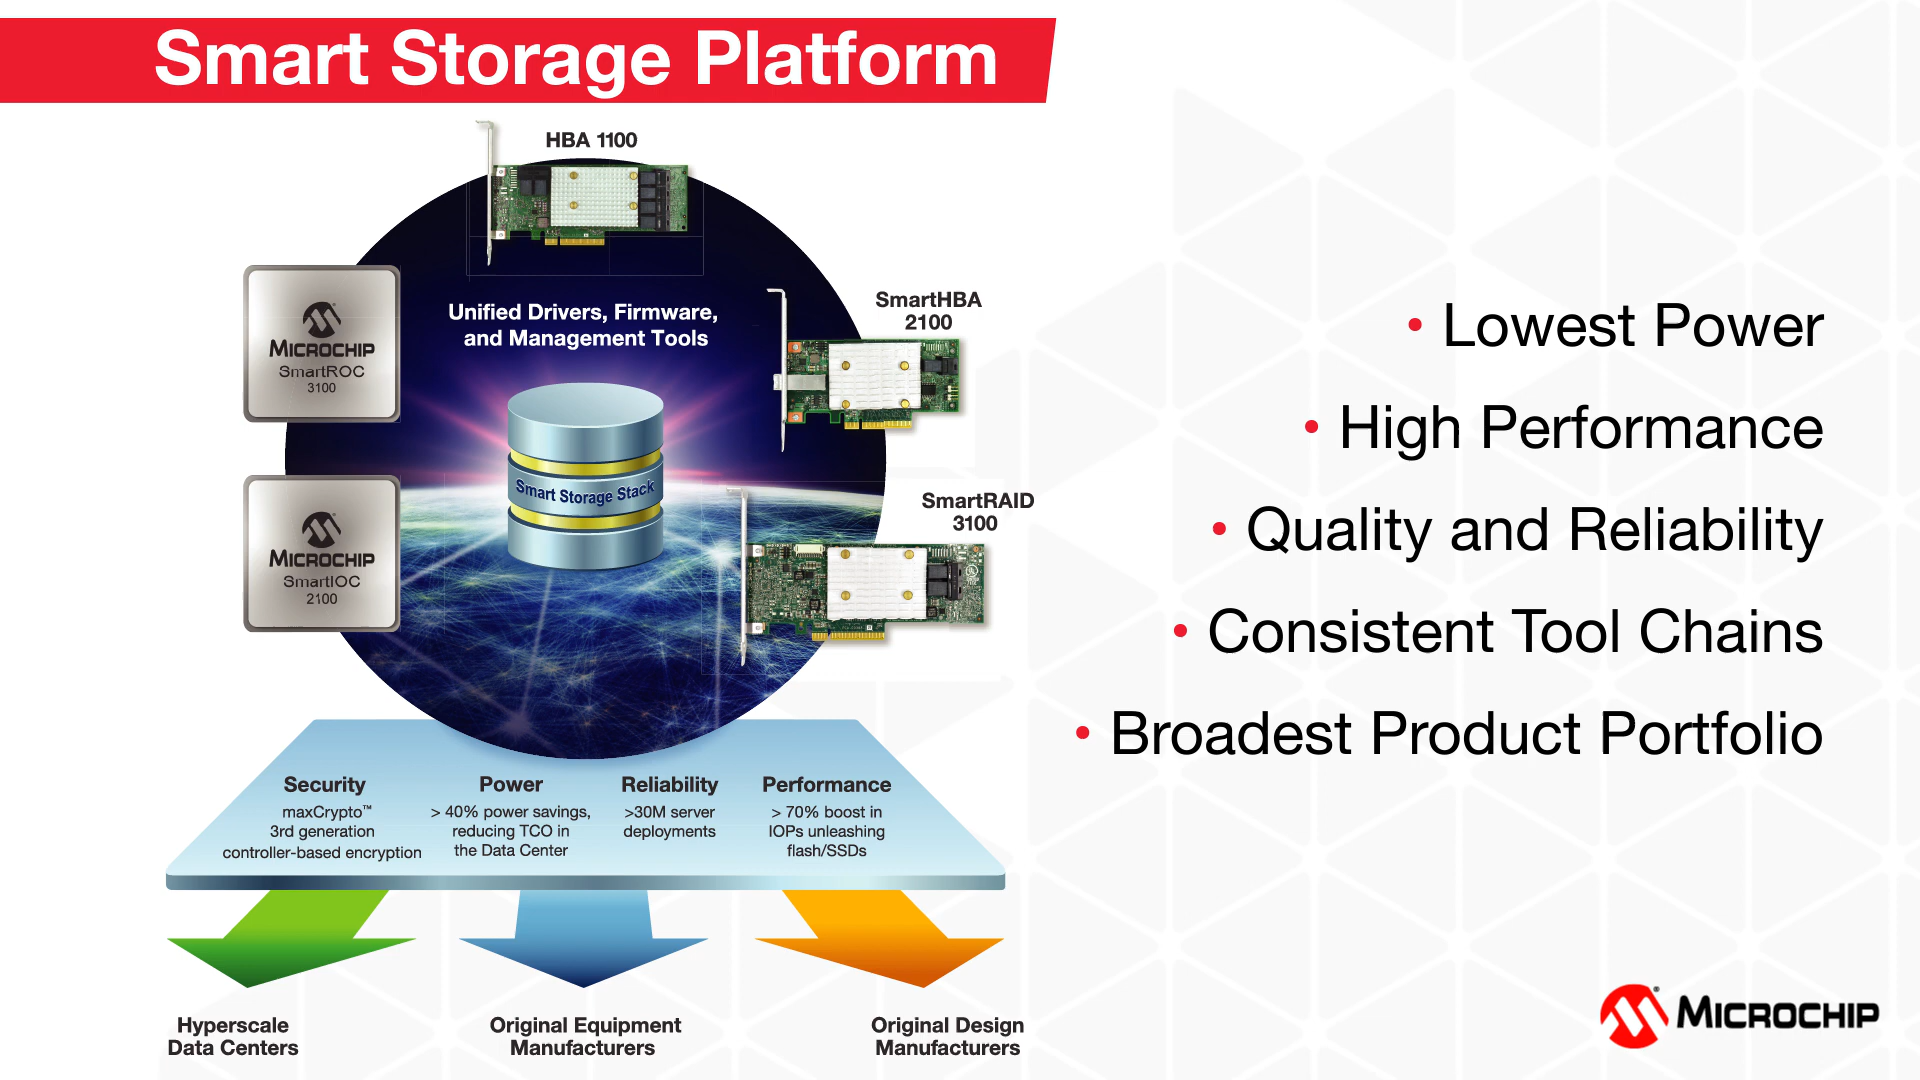 Smart Storage Platform
HBA 1100
Unified Drivers, Firmware,
and Management Tools
MICROCHIP
SmartROC
3100
SmartHBA
2100
Smart Storage Stack
MICROCHIP
SmartIOC
2100
SmartRAID
3100
• Lowest Power
• High Performance
• Quality and Reliability
• Consistent Tool Chains
• Broadest Product Portfolio
Security
maxCrypto™
3rd generation
controller-based encryption
Power
> 40% power savings,
reducing TCO in
the Data Center
Reliability
>30M server
deployments
Performance
> 70% boost in
IOPs unleashing
flash/SSDs
Hyperscale
Data Centers
Original Equipment
Manufacturers
Original Design
Manufacturers
MICROCHIP